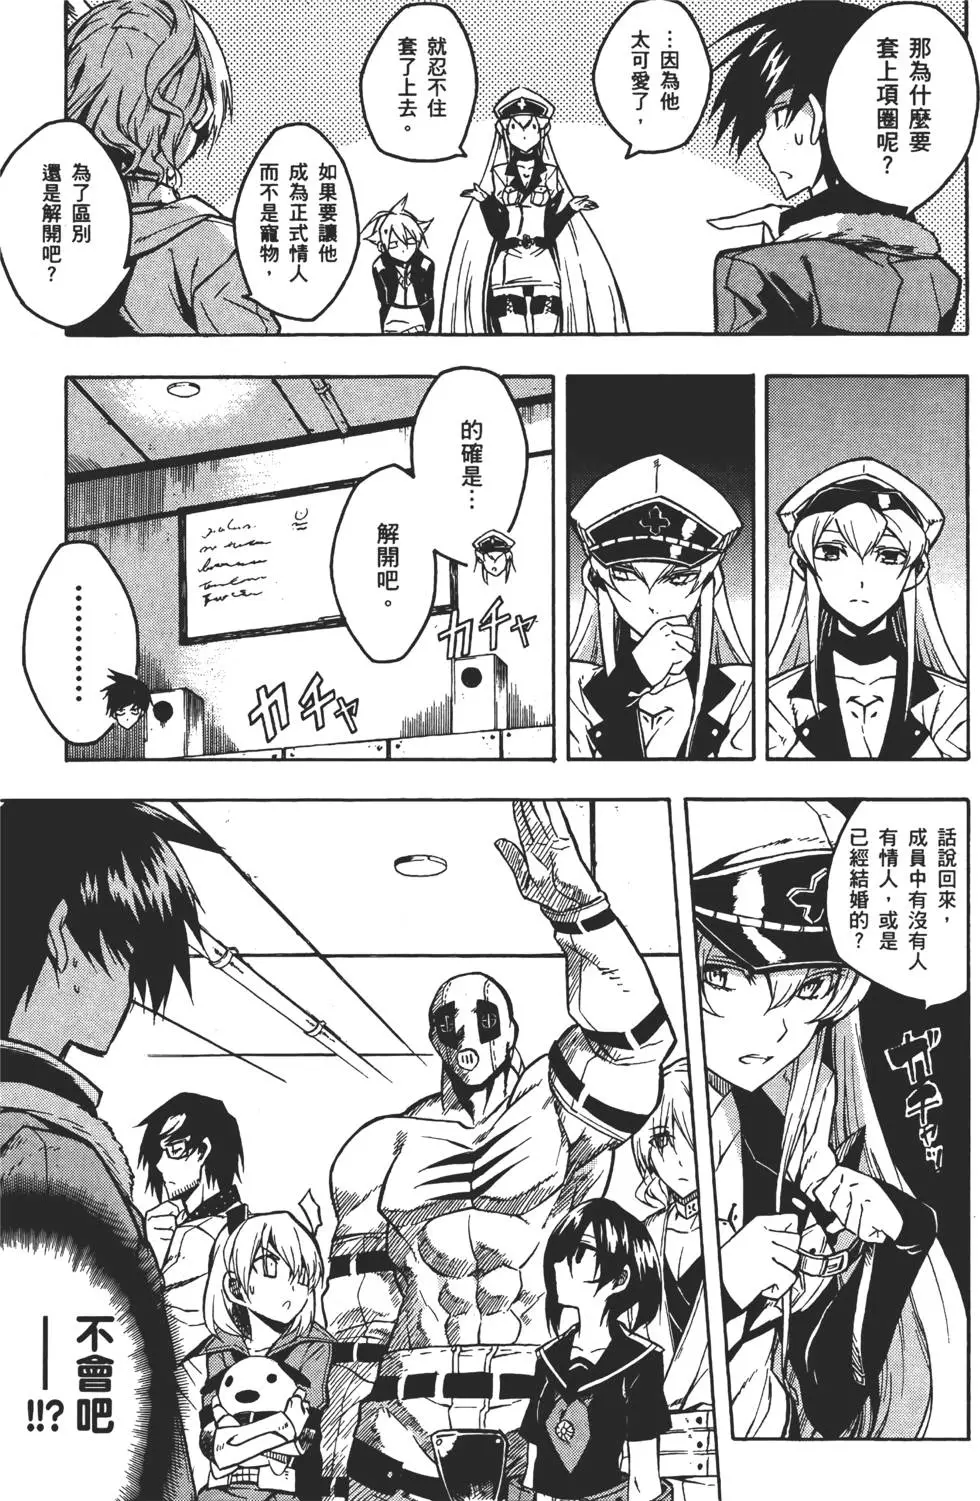 那為什麼要
套上項圈呢?
…因為他
太可愛了，
就忍不住
套了上去。
如果要讓他
成為正式情人
而不是寵物，
為了區別
還是解開吧?
的確是…
解開吧。
ガチャ
ガチャ
…………
話說回來，
成員中有沒有人
有情人，或是
已經結婚的?
ガチャッ
不會吧
——!!?